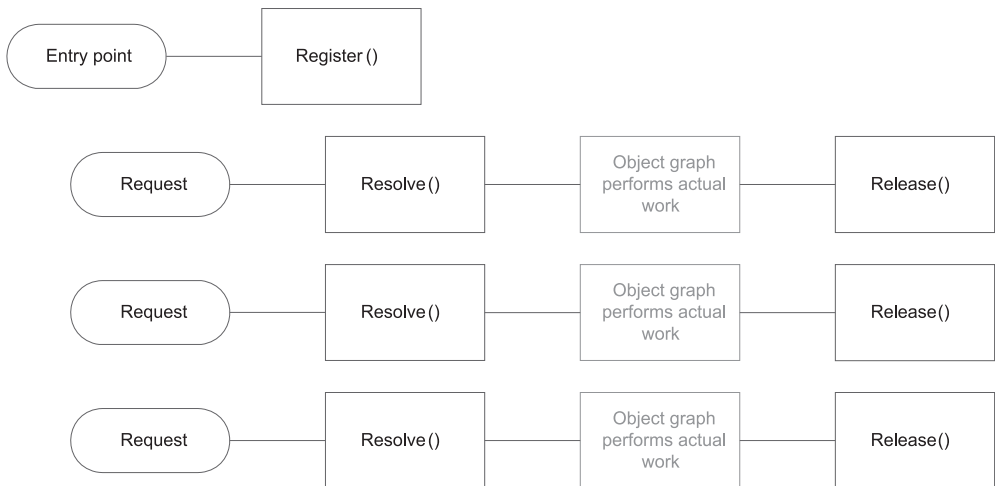 Entry point
Register()
Request
Resolve()
Object graph
performs actual
work
Release()
Request
Resolve()
Object graph
performs actual
work
Release()
Request
Resolve()
Object graph
performs actual
work
Release()